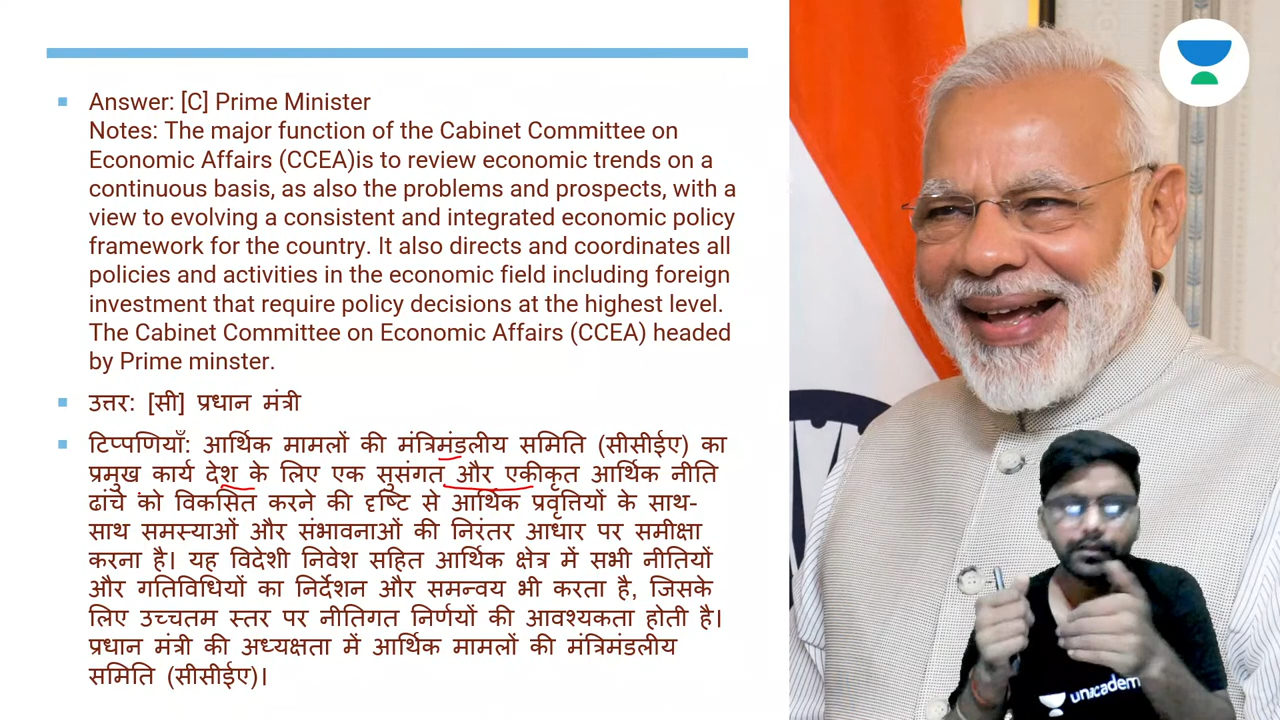 Answer: [C] Prime Minister
Notes: The major function of the Cabinet Committee on
Economic Affairs (CCEA)is to review economic trends on a
continuous basis, as also the problems and prospects, with a
view to evolving a consistent and integrated economic policy
framework for the country. It also directs and coordinates all
policies and activities in the economic field including foreign
investment that require policy decisions at the highest level.
The Cabinet Committee on Economic Affairs (CCEA) headed
by Prime minster.
उत्तर: [सी] प्रधान मंत्री
टिप्पणियाँ: आर्थिक मामलों की मंत्रिमंडलीय समिति (सीसीईए) का
प्रमुख कार्य देश के लिए एक सुसंगत और एकीकृत आर्थिक नीति
ढांचे को विकसित करने की दृष्टि से आर्थिक प्रवृत्तियों के साथ-
साथ समस्याओं और संभावनाओं की निरंतर आधार पर समीक्षा
करना है। यह विदेशी निवेश सहित आर्थिक क्षेत्र में सभी नीतियों
और गतिविधियों का निर्देशन और समन्वय भी करता है, जिसके
लिए उच्चतम स्तर पर नीतिगत निर्णयों की आवश्यकता होती है।
प्रधान मंत्री की अध्यक्षता में आर्थिक मामलों की मंत्रिमंडलीय
समिति (सीसीईए)।
unacadem